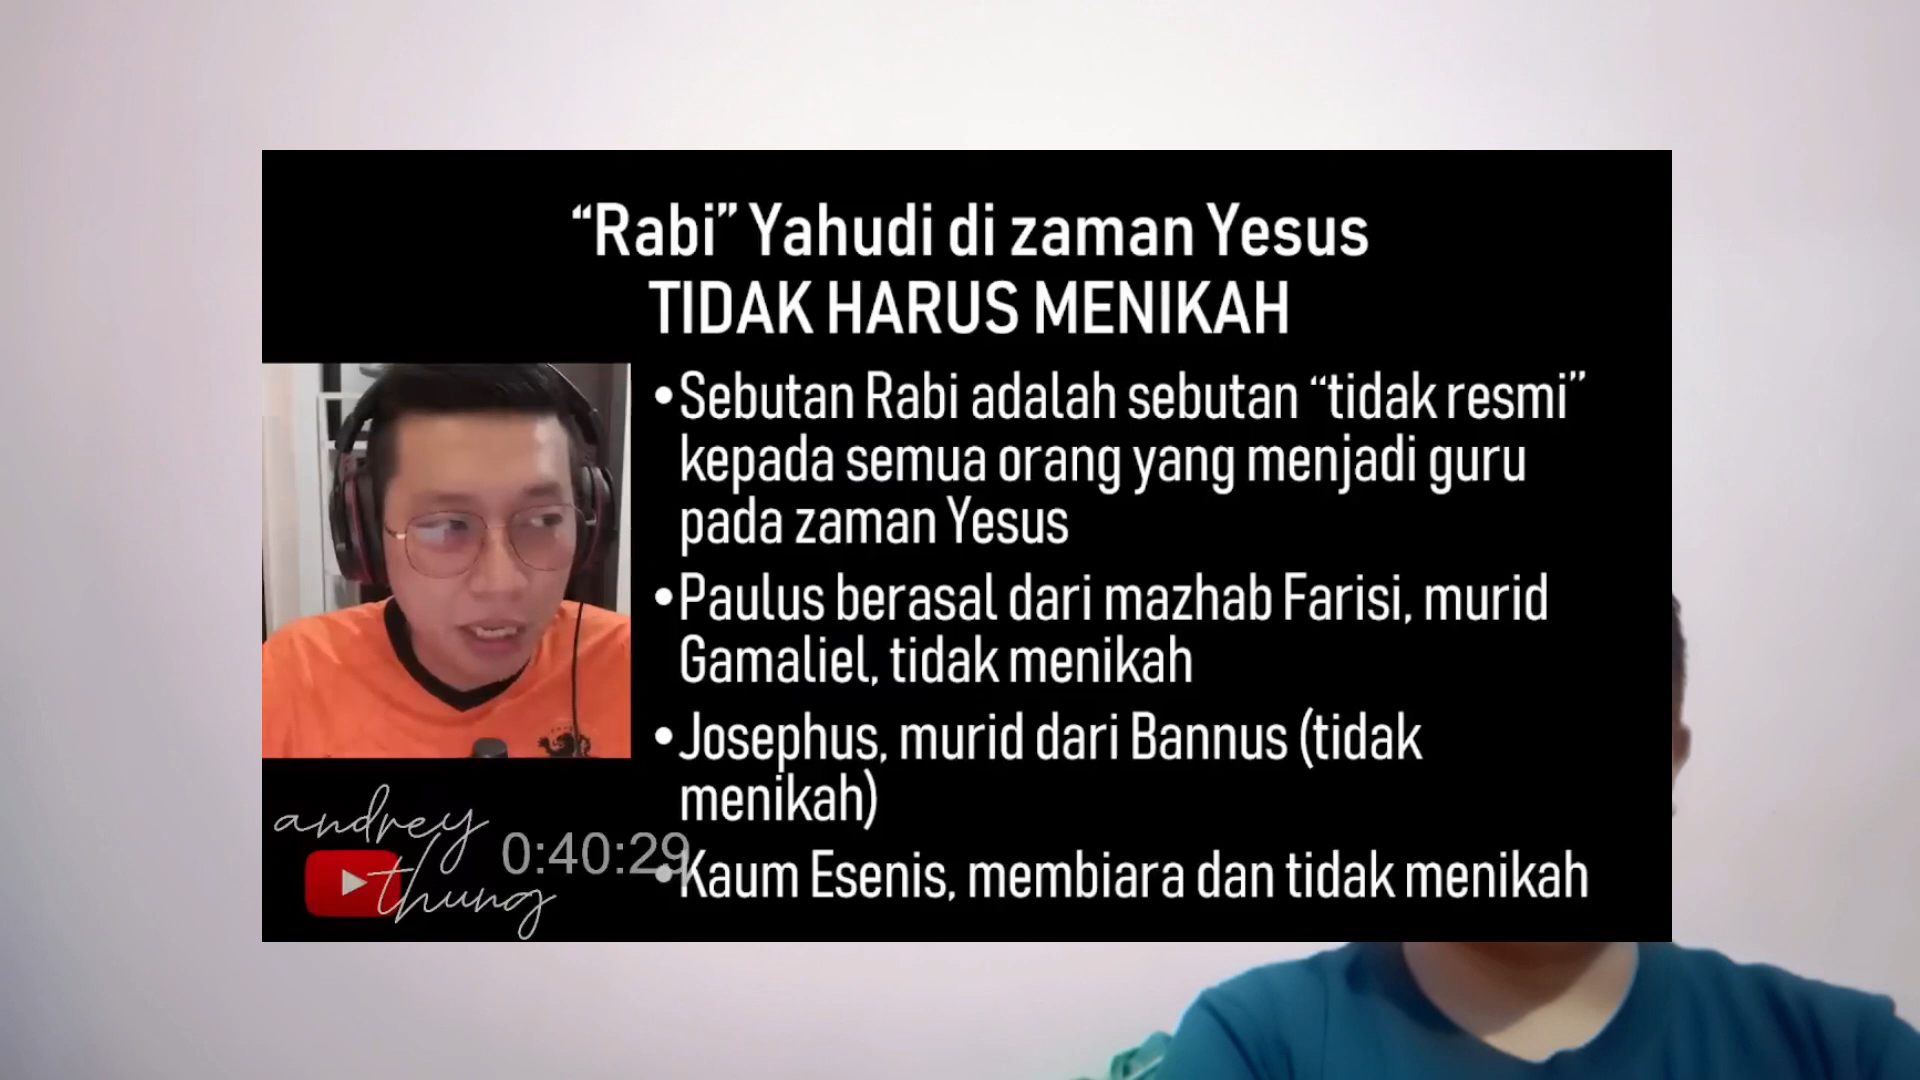 “Rabi” Yahudi di zaman Yesus
TIDAK HARUS MENIKAH
•Sebutan Rabi adalah sebutan “tidak resmi”
kepada semua orang yang menjadi guru
pada zaman Yesus
•Paulus berasal dari mazhab Farisi, murid
Gamaliel, tidak menikah
•Josephus, murid dari Bannus (tidak
menikah)
•Kaum Esenis, membiara dan tidak menikah
andrey
thung
0:40:29